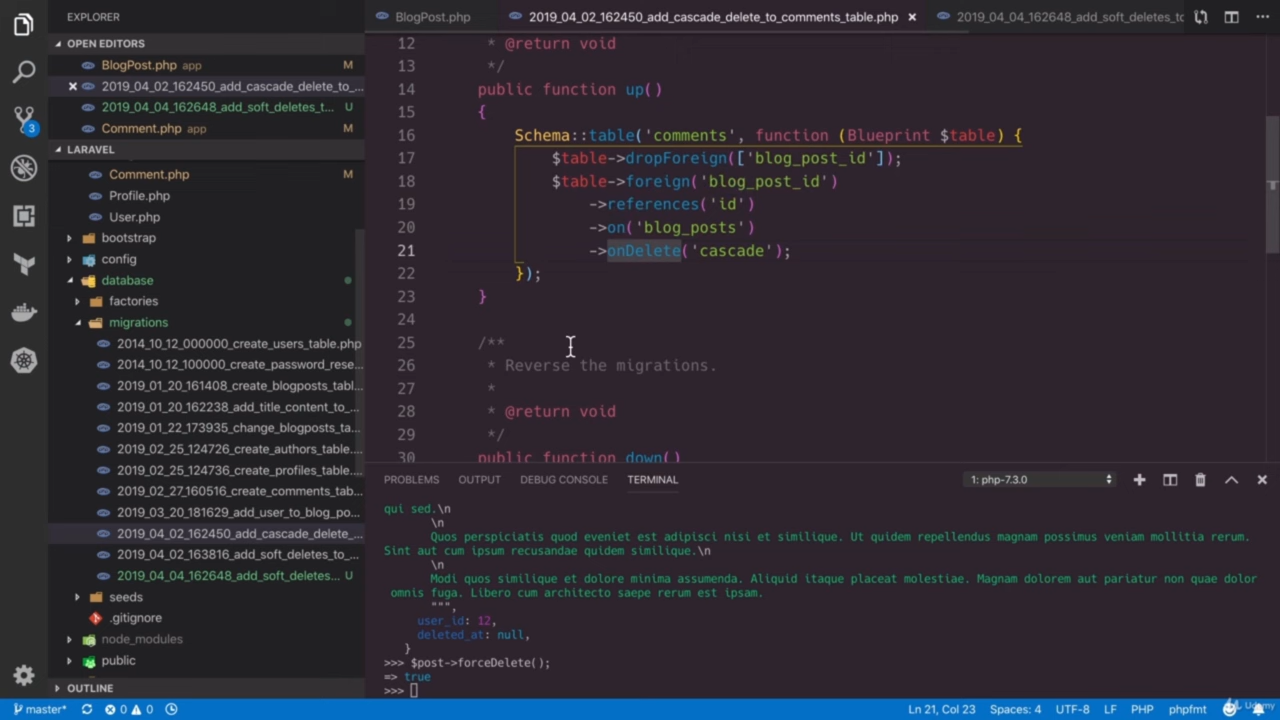 EXPLORER
OPEN EDITORS
BlogPost.php app M
2019_04_02_162450_add_cascade_delete_to_...
2019_04_04_162648_add_soft_deletes_t... U
Comment.php app M
LARAVEL
Comment.php M
Profile.php
User.php
bootstrap
config
database
factories
migrations
2014_10_12_000000_create_users_table.php
2014_10_12_100000_create_password_rese...
2019_01_20_161408_create_blogposts_tabl...
2019_01_20_162238_add_title_content_to_...
2019_01_22_173935_change_blogposts_ta...
2019_02_25_124726_create_authors_table....
2019_02_25_124736_create_profiles_table....
2019_02_27_160516_create_comments_tab...
2019_03_20_181629_add_user_to_blog_po...
2019_04_02_162450_add_cascade_delete_...
2019_04_02_163816_add_soft_deletes_to_...
2019_04_04_162648_add_soft_deletes... U
seeds
.gitignore
node_modules
public
OUTLINE
3
BlogPost.php
2019_04_02_162450_add_cascade_delete_to_comments_table.php
2019_04_04_162648_add_soft_deletes_to
12 * @return void
13 */
14 public function up()
15 {
16 Schema::table('comments', function (Blueprint $table) {
17 $table->dropForeign(['blog_post_id']);
18 $table->foreign('blog_post_id')
19 ->references('id')
20 ->on('blog_posts')
21 ->onDelete('cascade');
22 });
23 }
24
25 /**
26 * Reverse the migrations.
27 *
28 * @return void
29 */
30 public function down()
PROBLEMS OUTPUT DEBUG CONSOLE TERMINAL 1: php-7.3.0
qui sed.\n
\n
Quos perspiciatis quod eveniet est adipisci nisi et similique. Ut quidem repellendus magnam possimus veniam mollitia rerum.
Sint aut cum ipsum recusandae quidem similique.\n
\n
Modi quos similique et dolore minima assumenda. Aliquid itaque placeat molestiae. Magnam dolorem aut pariatur non quae dolor
omnis fuga. Libero cum architecto saepe rerum est ipsam.
""",
user_id: 12,
deleted_at: null,
}
>>> $post->forceDelete();
=> true
>>>
master* 0 0 Ln 21, Col 23 Spaces: 4 UTF-8 LF PHP phpfmt
Udemy